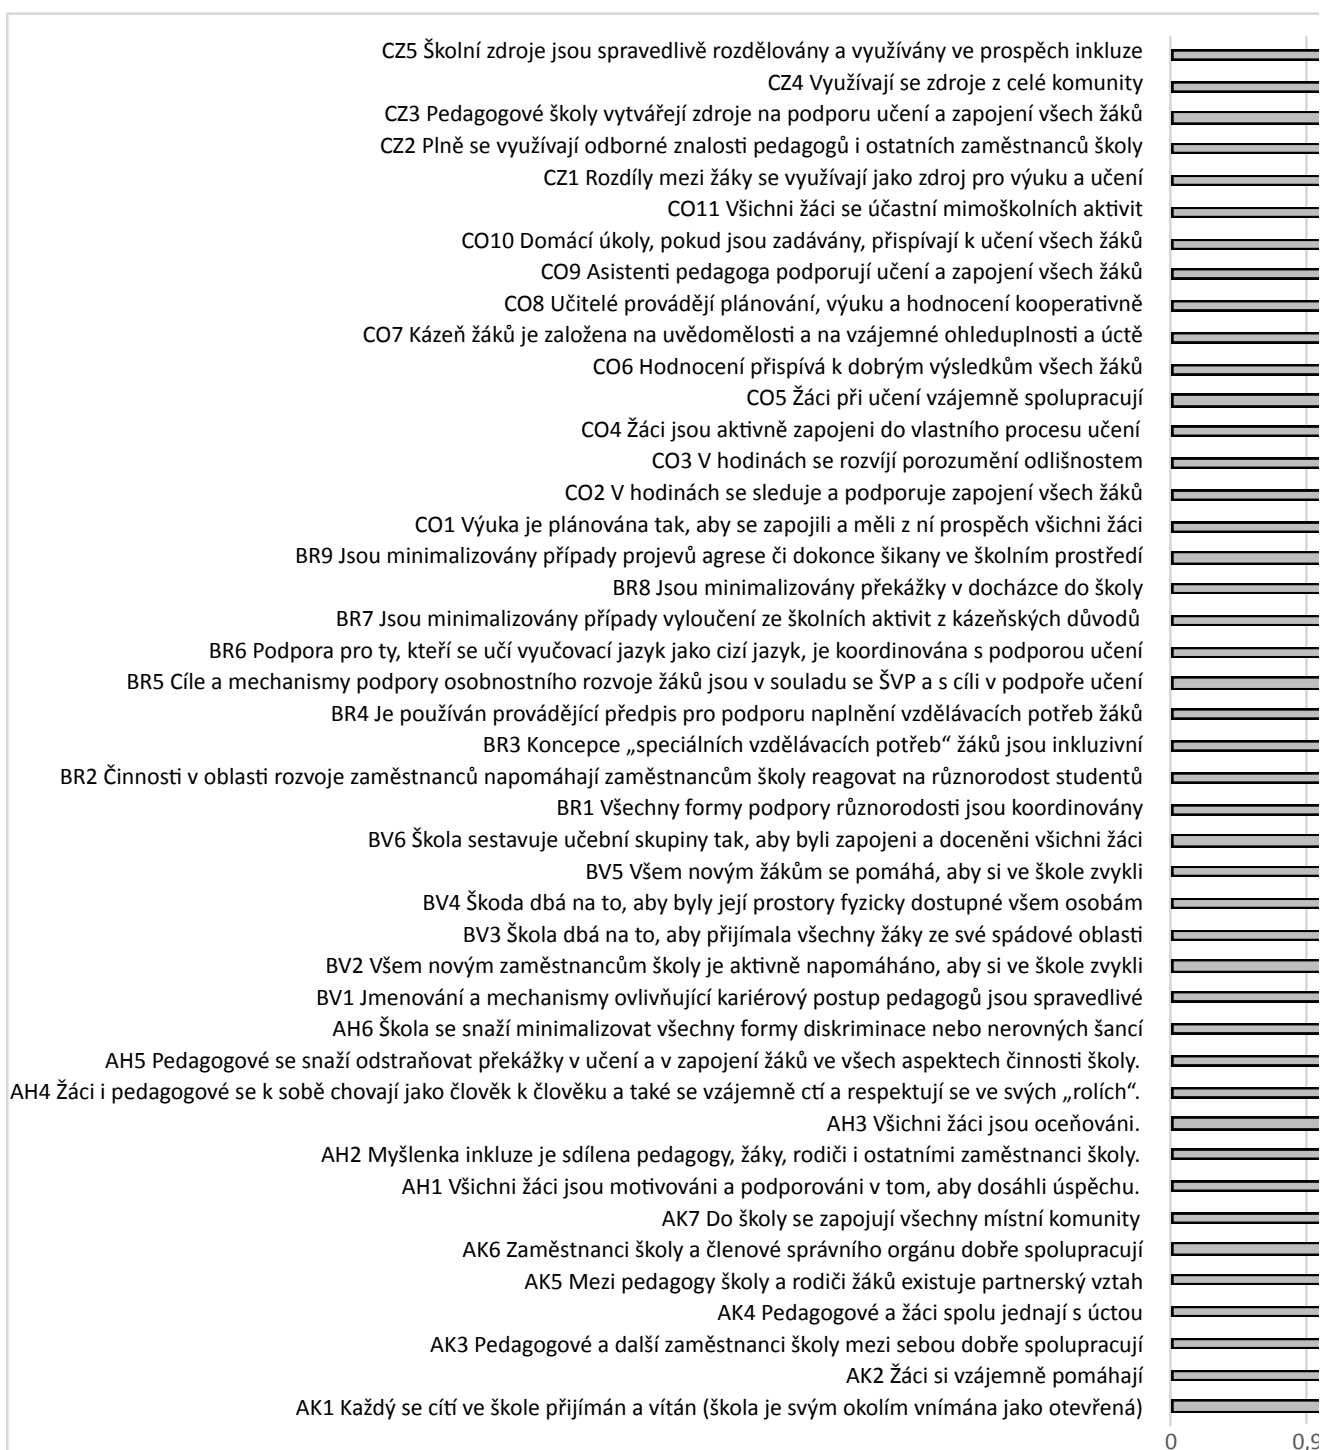 CZ5 Školní zdroje jsou spravedlivě rozdělovány a využívány ve prospěch inkluze
CZ4 Využívají se zdroje z celé komunity
CZ3 Pedagogové školy vytvářejí zdroje na podporu učení a zapojení všech žáků
CZ2 Plně se využívají odborné znalosti pedagogů i ostatních zaměstnanců školy
CZ1 Rozdíly mezi žáky se využívají jako zdroj pro výuku a učení
CO11 Všichni žáci se účastní mimoškolních aktivit
CO10 Domácí úkoly, pokud jsou zadávány, přispívají k učení všech žáků
CO9 Asistenti pedagoga podporují učení a zapojení všech žáků
CO8 Učitelé provádějí plánování, výuku a hodnocení kooperativně
CO7 Kázeň žáků je založena na uvědomělosti a na vzájemné ohleduplnosti a úctě
CO6 Hodnocení přispívá k dobrým výsledkům všech žáků
CO5 Žáci při učení vzájemně spolupracují
CO4 Žáci jsou aktivně zapojeni do vlastního procesu učení
CO3 V hodinách se rozvíjí porozumění odlišnostem
CO2 V hodinách se sleduje a podporuje zapojení všech žáků
CO1 Výuka je plánována tak, aby se zapojili a měli z ní prospěch všichni žáci
BR9 Jsou minimalizovány případy projevů agrese či dokonce šikany ve školním prostředí
BR8 Jsou minimalizovány překážky v docházce do školy
BR7 Jsou minimalizovány případy vyloučení ze školních aktivit z kázeňských důvodů
BR6 Podpora pro ty, kteří se učí vyučovací jazyk jako cizí jazyk, je koordinována s podporou učení
BR5 Cíle a mechanismy podpory osobnostního rozvoje žáků jsou v souladu se ŠVP a s cíli v podpoře učení
BR4 Je používán provádějící předpis pro podporu naplnění vzdělávacích potřeb žáků
BR3 Koncepce „speciálních vzdělávacích potřeb“ žáků jsou inkluzivní
BR2 Činnosti v oblasti rozvoje zaměstnanců napomáhají zaměstnancům školy reagovat na různorodost studentů
BR1 Všechny formy podpory různorodosti jsou koordinovány
BV6 Škola sestavuje učební skupiny tak, aby byli zapojeni a doceněni všichni žáci
BV5 Všem novým žákům se pomáhá, aby si ve škole zvykli
BV4 Škoda dbá na to, aby byly její prostory fyzicky dostupné všem osobám
BV3 Škola dbá na to, aby přijímala všechny žáky ze své spádové oblasti
BV2 Všem novým zaměstnancům školy je aktivně napomáháno, aby si ve škole zvykli
BV1 Jmenování a mechanismy ovlivňující kariérový postup pedagogů jsou spravedlivé
AH6 Škola se snaží minimalizovat všechny formy diskriminace nebo nerovných šancí
AH5 Pedagogové se snaží odstraňovat překážky v učení a v zapojení žáků ve všech aspektech činnosti školy.
AH4 Žáci i pedagogové se k sobě chovají jako člověk k člověku a také se vzájemně ctí a respektují se ve svých „rolích“.
AH3 Všichni žáci jsou oceňováni.
AH2 Myšlenka inkluze je sdílena pedagogy, žáky, rodiči i ostatními zaměstnanci školy.
AH1 Všichni žáci jsou motivováni a podporováni v tom, aby dosáhli úspěchu.
AK7 Do školy se zapojují všechny místní komunity
AK6 Zaměstnanci školy a členové správního orgánu dobře spolupracují
AK5 Mezi pedagogy školy a rodiči žáků existuje partnerský vztah
AK4 Pedagogové a žáci spolu jednají s úctou
AK3 Pedagogové a další zaměstnanci školy mezi sebou dobře spolupracují
AK2 Žáci si vzájemně pomáhají
AK1 Každý se cítí ve škole přijímán a vítán (škola je svým okolím vnímána jako otevřená)
0 0,9